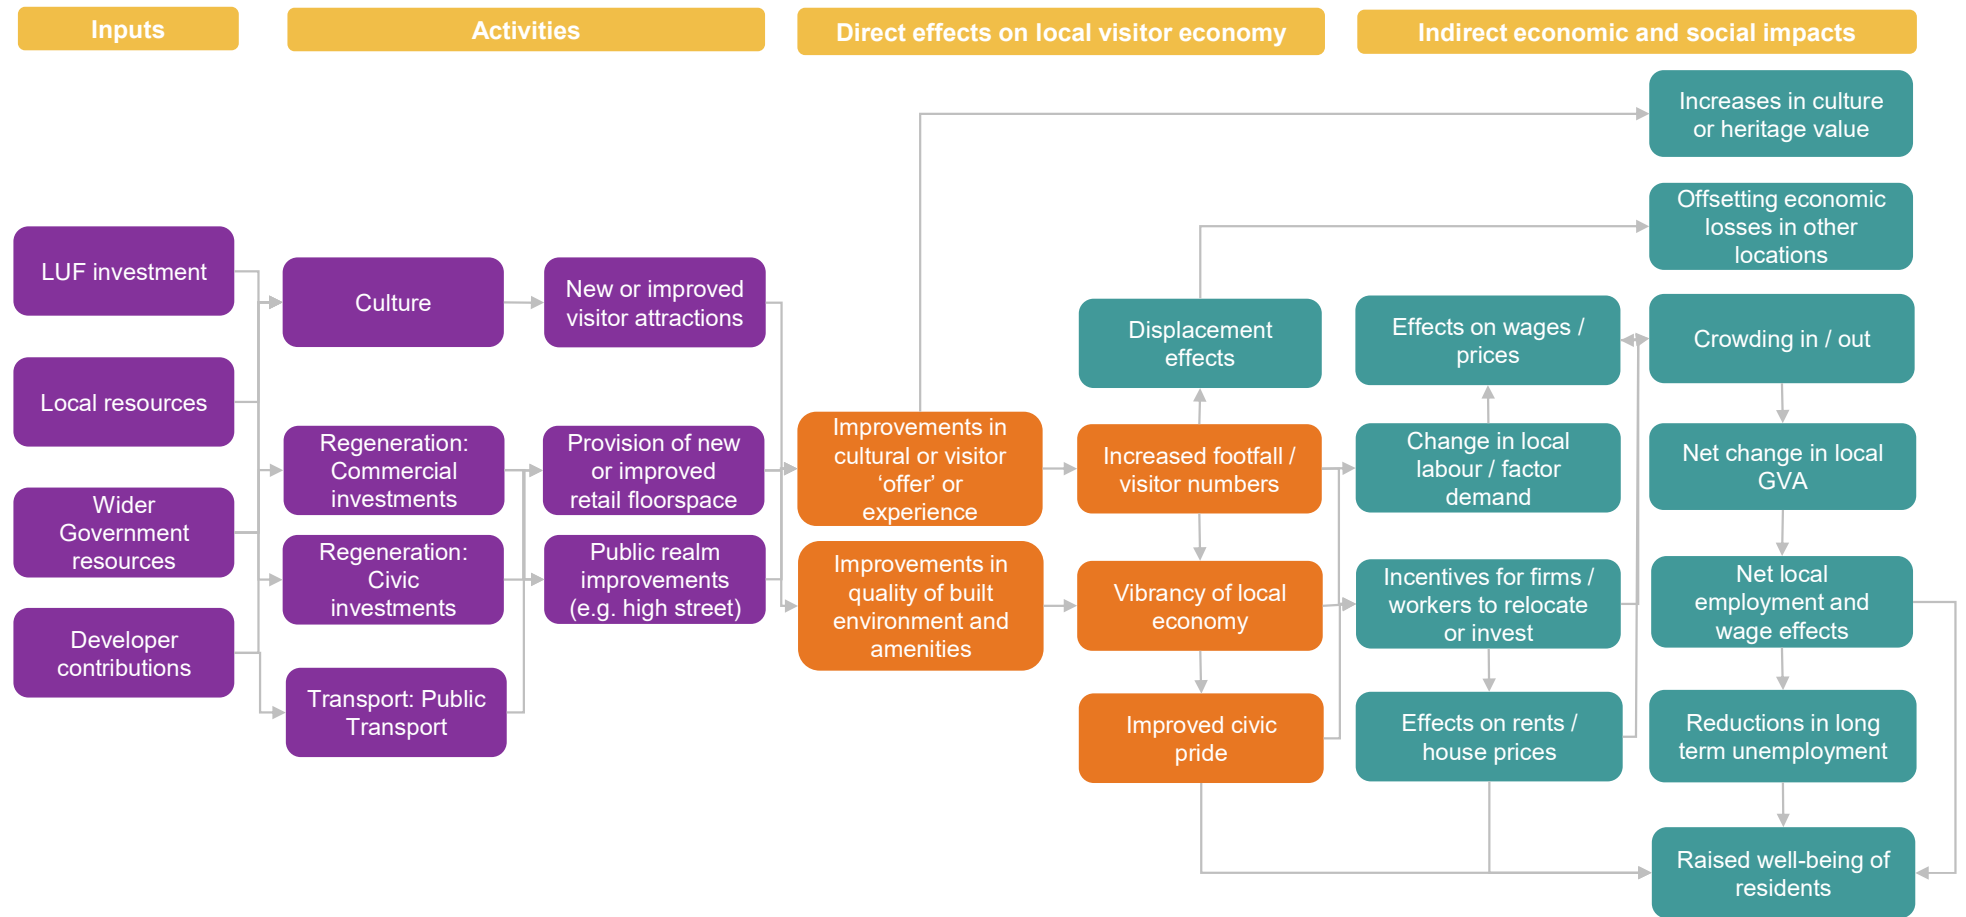 Inputs
Activities
Direct effects on local visitor economy
Indirect economic and social impacts
LUF investment
Local resources
Wider
Government
resources
Developer
contributions
Culture
Regeneration:
Commercial
investments
Regeneration:
Civic
investments
Transport: Public
Transport
New or improved
visitor attractions
Provision of new
or improved
retail floorspace
Public realm
improvements
(e.g. high street)
Improvements in
cultural or visitor
‘offer’ or
experience
Improvements in
quality of built
environment and
amenities
Displacement
effects
Increased footfall /
visitor numbers
Vibrancy of local
economy
Improved civic
pride
Effects on wages /
prices
Change in local
labour / factor
demand
Incentives for firms /
workers to relocate
or invest
Effects on rents /
house prices
Increases in culture
or heritage value
Offsetting economic
losses in other
locations
Crowding in / out
Net change in local
GVA
Net local
employment and
wage effects
Reductions in long
term unemployment
Raised well-being of
residents